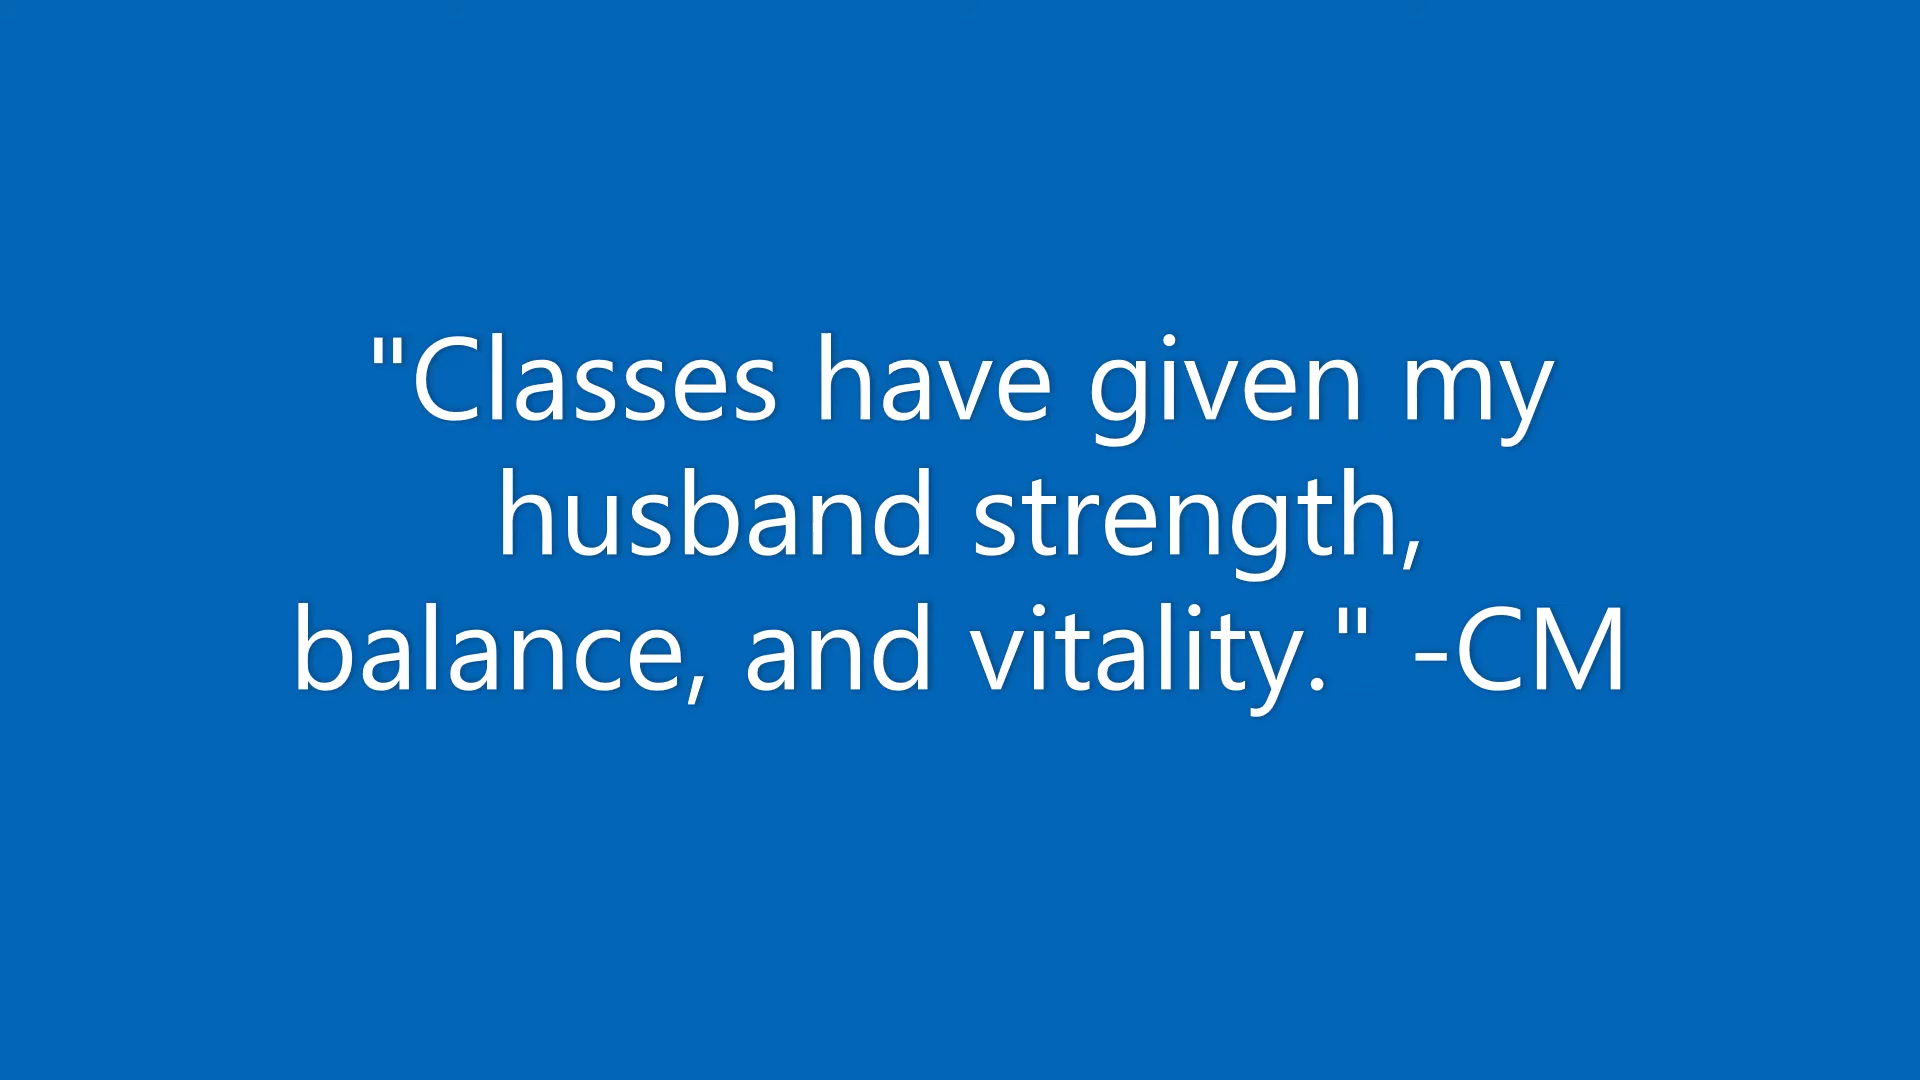 "Classes have given my
husband strength,
balance, and vitality." -CM